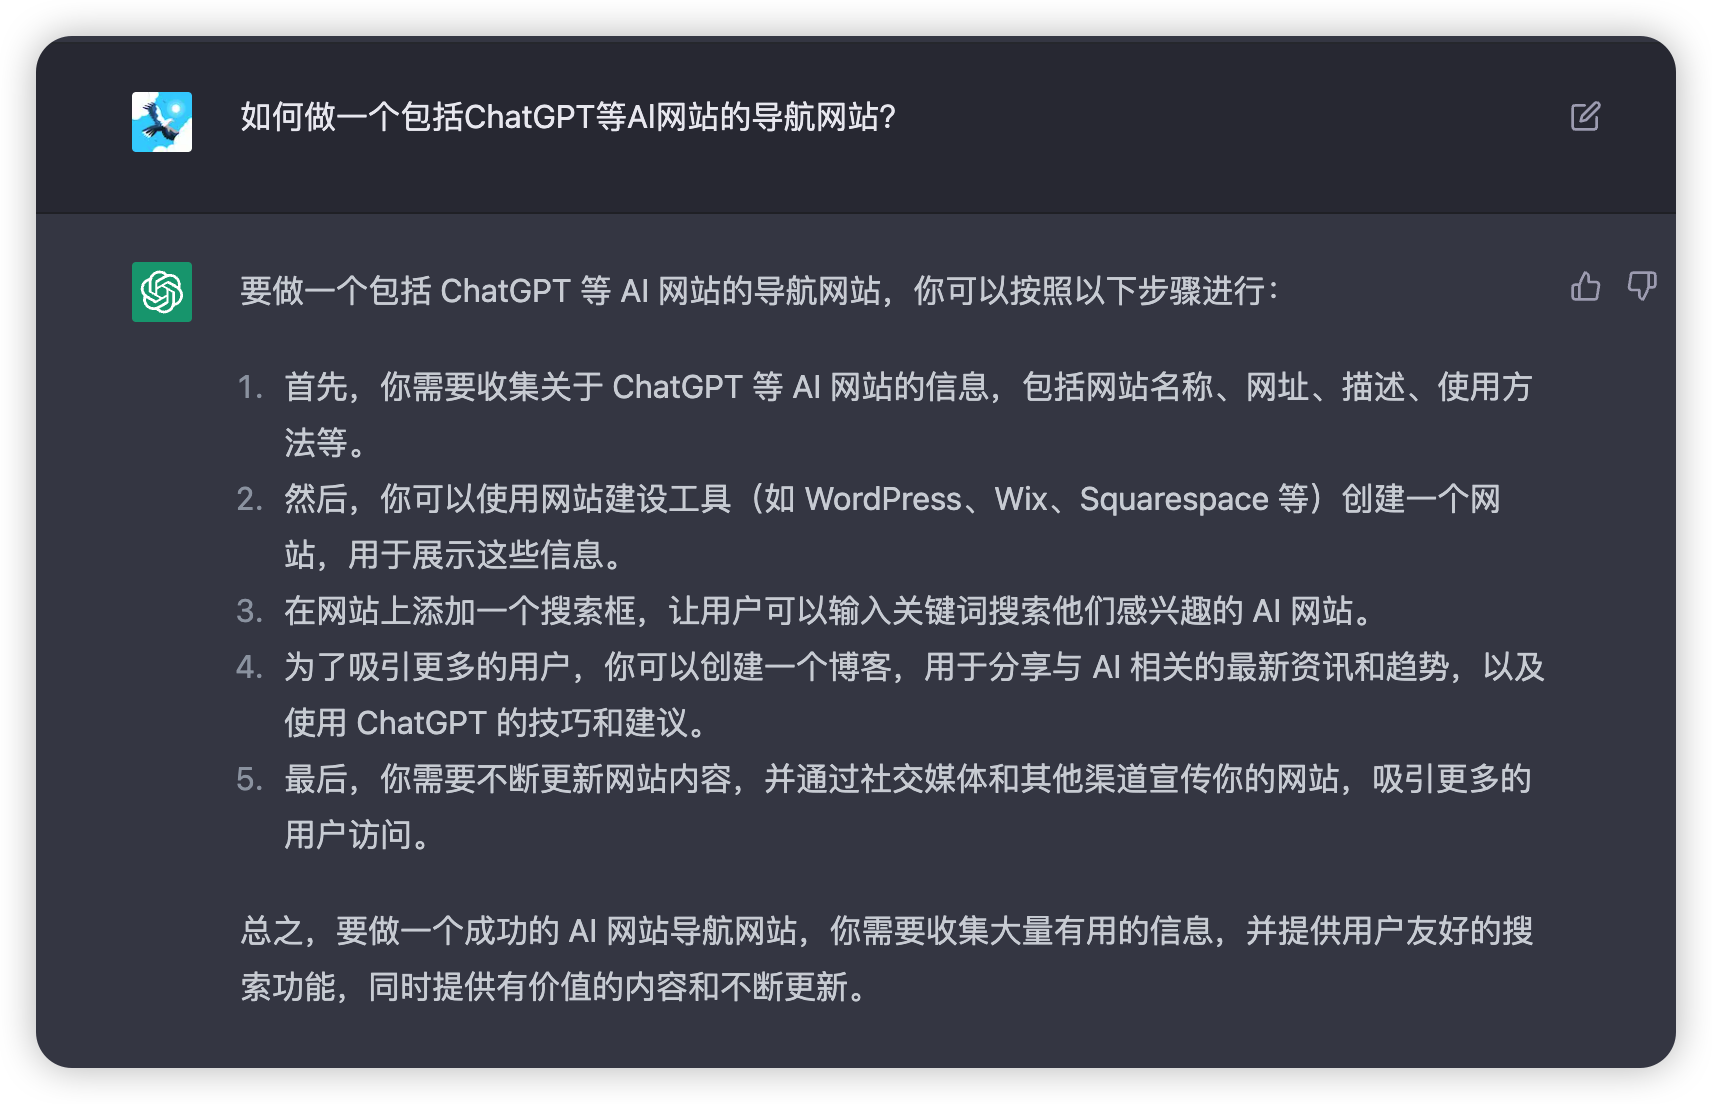 如何做一个包括ChatGPT等AI网站的导航网站?
要做一个包括 ChatGPT 等 AI 网站的导航网站，你可以按照以下步骤进行：
1. 首先，你需要收集关于 ChatGPT 等 AI 网站的信息，包括网站名称、网址、描述、使用方
法等。
2. 然后，你可以使用网站建设工具（如 WordPress、Wix、Squarespace 等）创建一个网
站，用于展示这些信息。
3. 在网站上添加一个搜索框，让用户可以输入关键词搜索他们感兴趣的 AI 网站。
4. 为了吸引更多的用户，你可以创建一个博客，用于分享与 AI 相关的最新资讯和趋势，以及
使用 ChatGPT 的技巧和建议。
5. 最后，你需要不断更新网站内容，并通过社交媒体和其他渠道宣传你的网站，吸引更多的
用户访问。
总之，要做一个成功的 AI 网站导航网站，你需要收集大量有用的信息，并提供用户友好的搜
索功能，同时提供有价值的内容和不断更新。